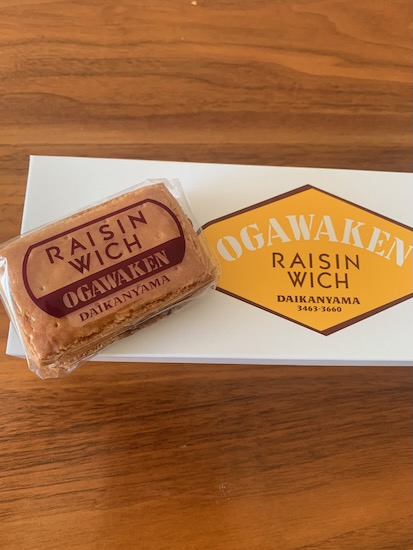 RAISIN
WICH
OGAWAKEN
DAIKANYAMA
OGAWAKEN
RAISIN
WICH
DAIKANYAMA
3463-3660